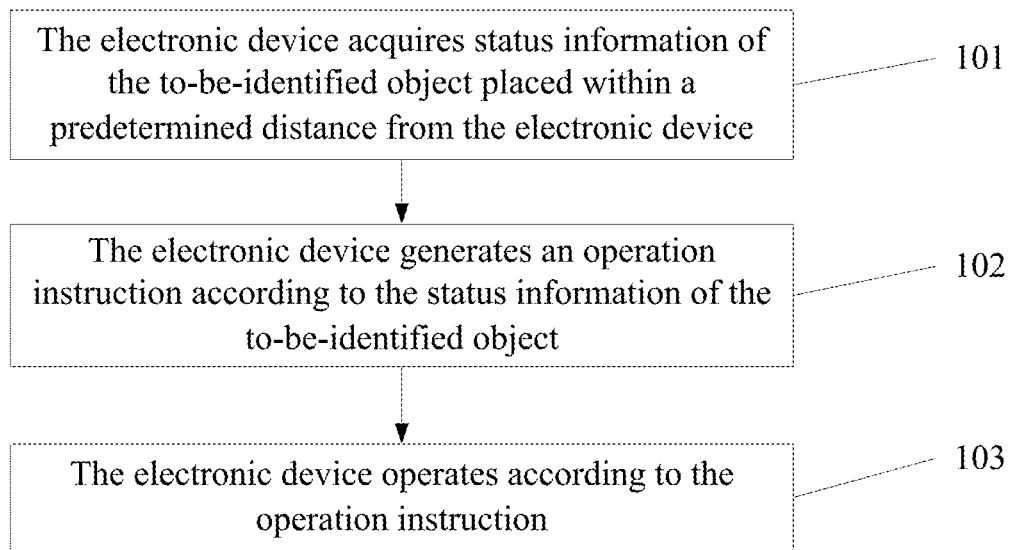 The electronic device acquires status information of
the to-be-identified object placed within a
predetermined distance from the electronic device
101
The electronic device generates an operation
instruction according to the status information of the
to-be-identified object
102
The electronic device operates according to the
operation instruction
103